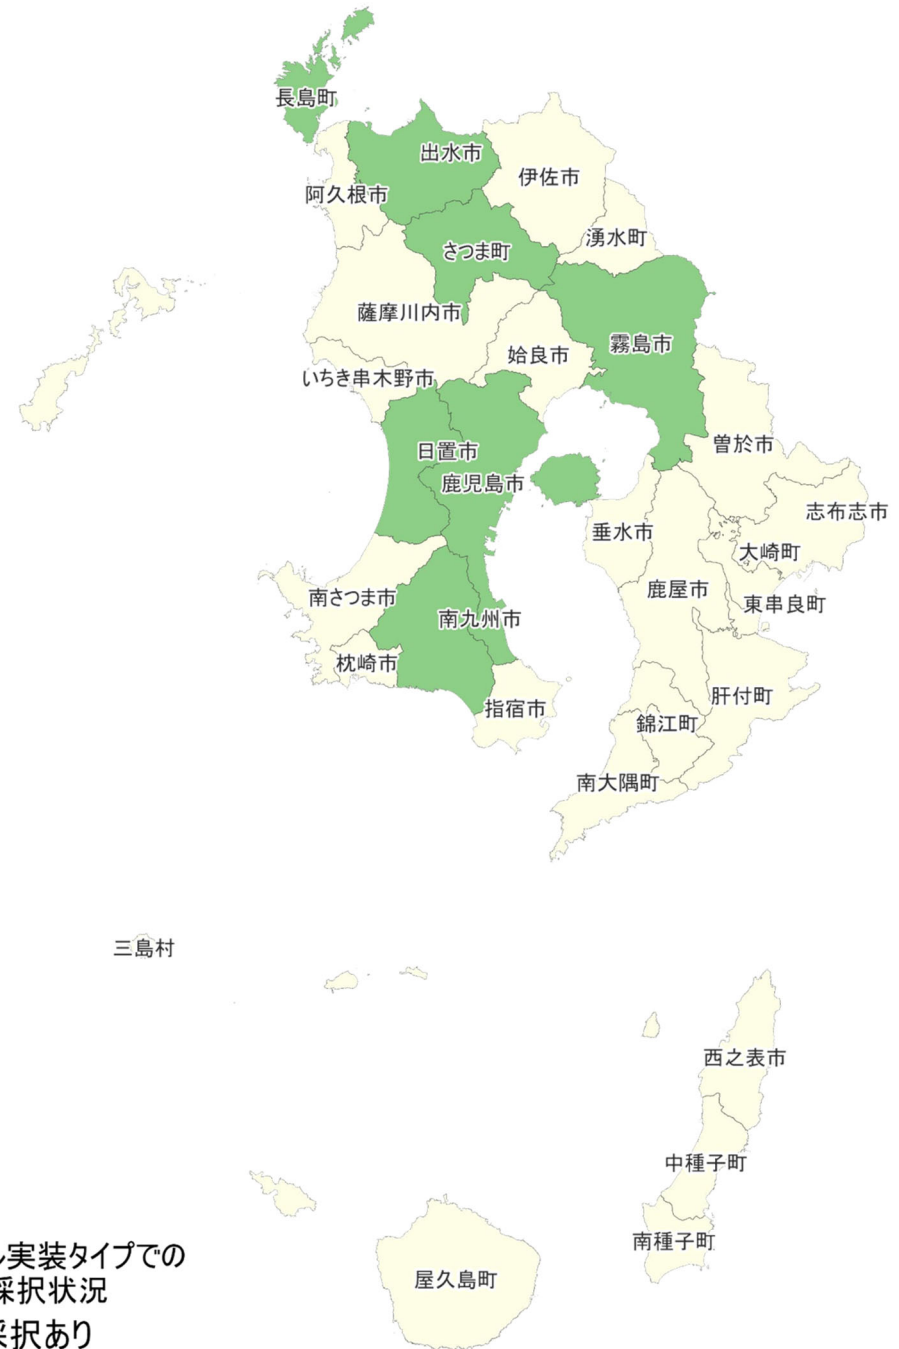 長島町
出水市
伊佐市
阿久根市
湧水町
さつま町
薩摩川内市
霧島市
姶良市
いちき串木野市
曽於市
日置市
鹿児島市
志布志市
垂水市
大崎町
鹿屋市
南さつま市
東串良町
南九州市
枕崎市
肝付町
指宿市
錦江町
南大隅町
三島村
西之表市
中種子町
南種子町
屋久島町
実装タイプでの
採択状況
採択あり